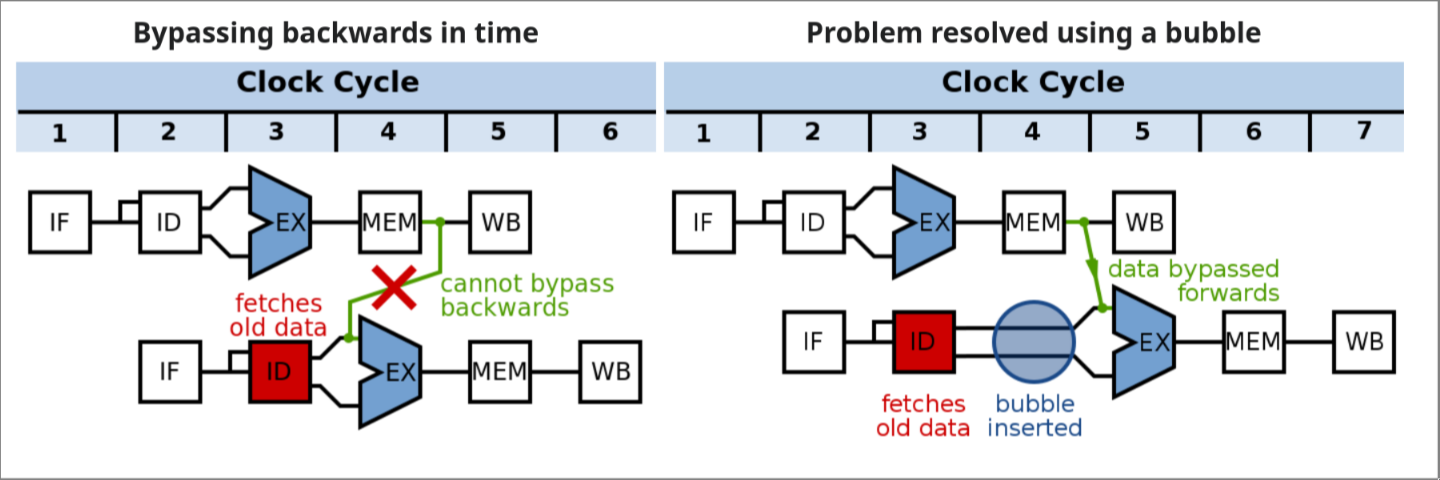 Bypassing backwards in time
Clock Cycle
1 2 3 4 5 6
IF ID EX MEM WB
cannot bypass
backwards
fetches
old data
IF ID EX MEM WB
Problem resolved using a bubble
Clock Cycle
1 2 3 4 5 6 7
IF ID EX MEM WB
data bypassed
forwards
IF ID EX MEM WB
fetches
old data
bubble
inserted